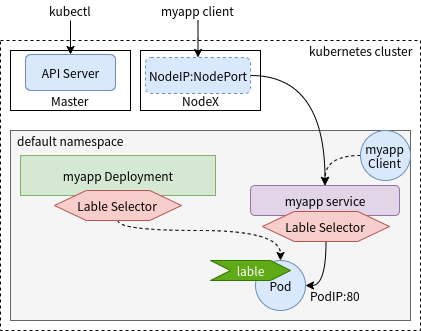 kubectl
myapp client
kubernetes cluster
API Server
NodeIP:NodePort
Master
NodeX
default namespace
myapp
Client
myapp Deployment
myapp service
Lable Selector
Lable Selector
lable
Pod
PodIP:80